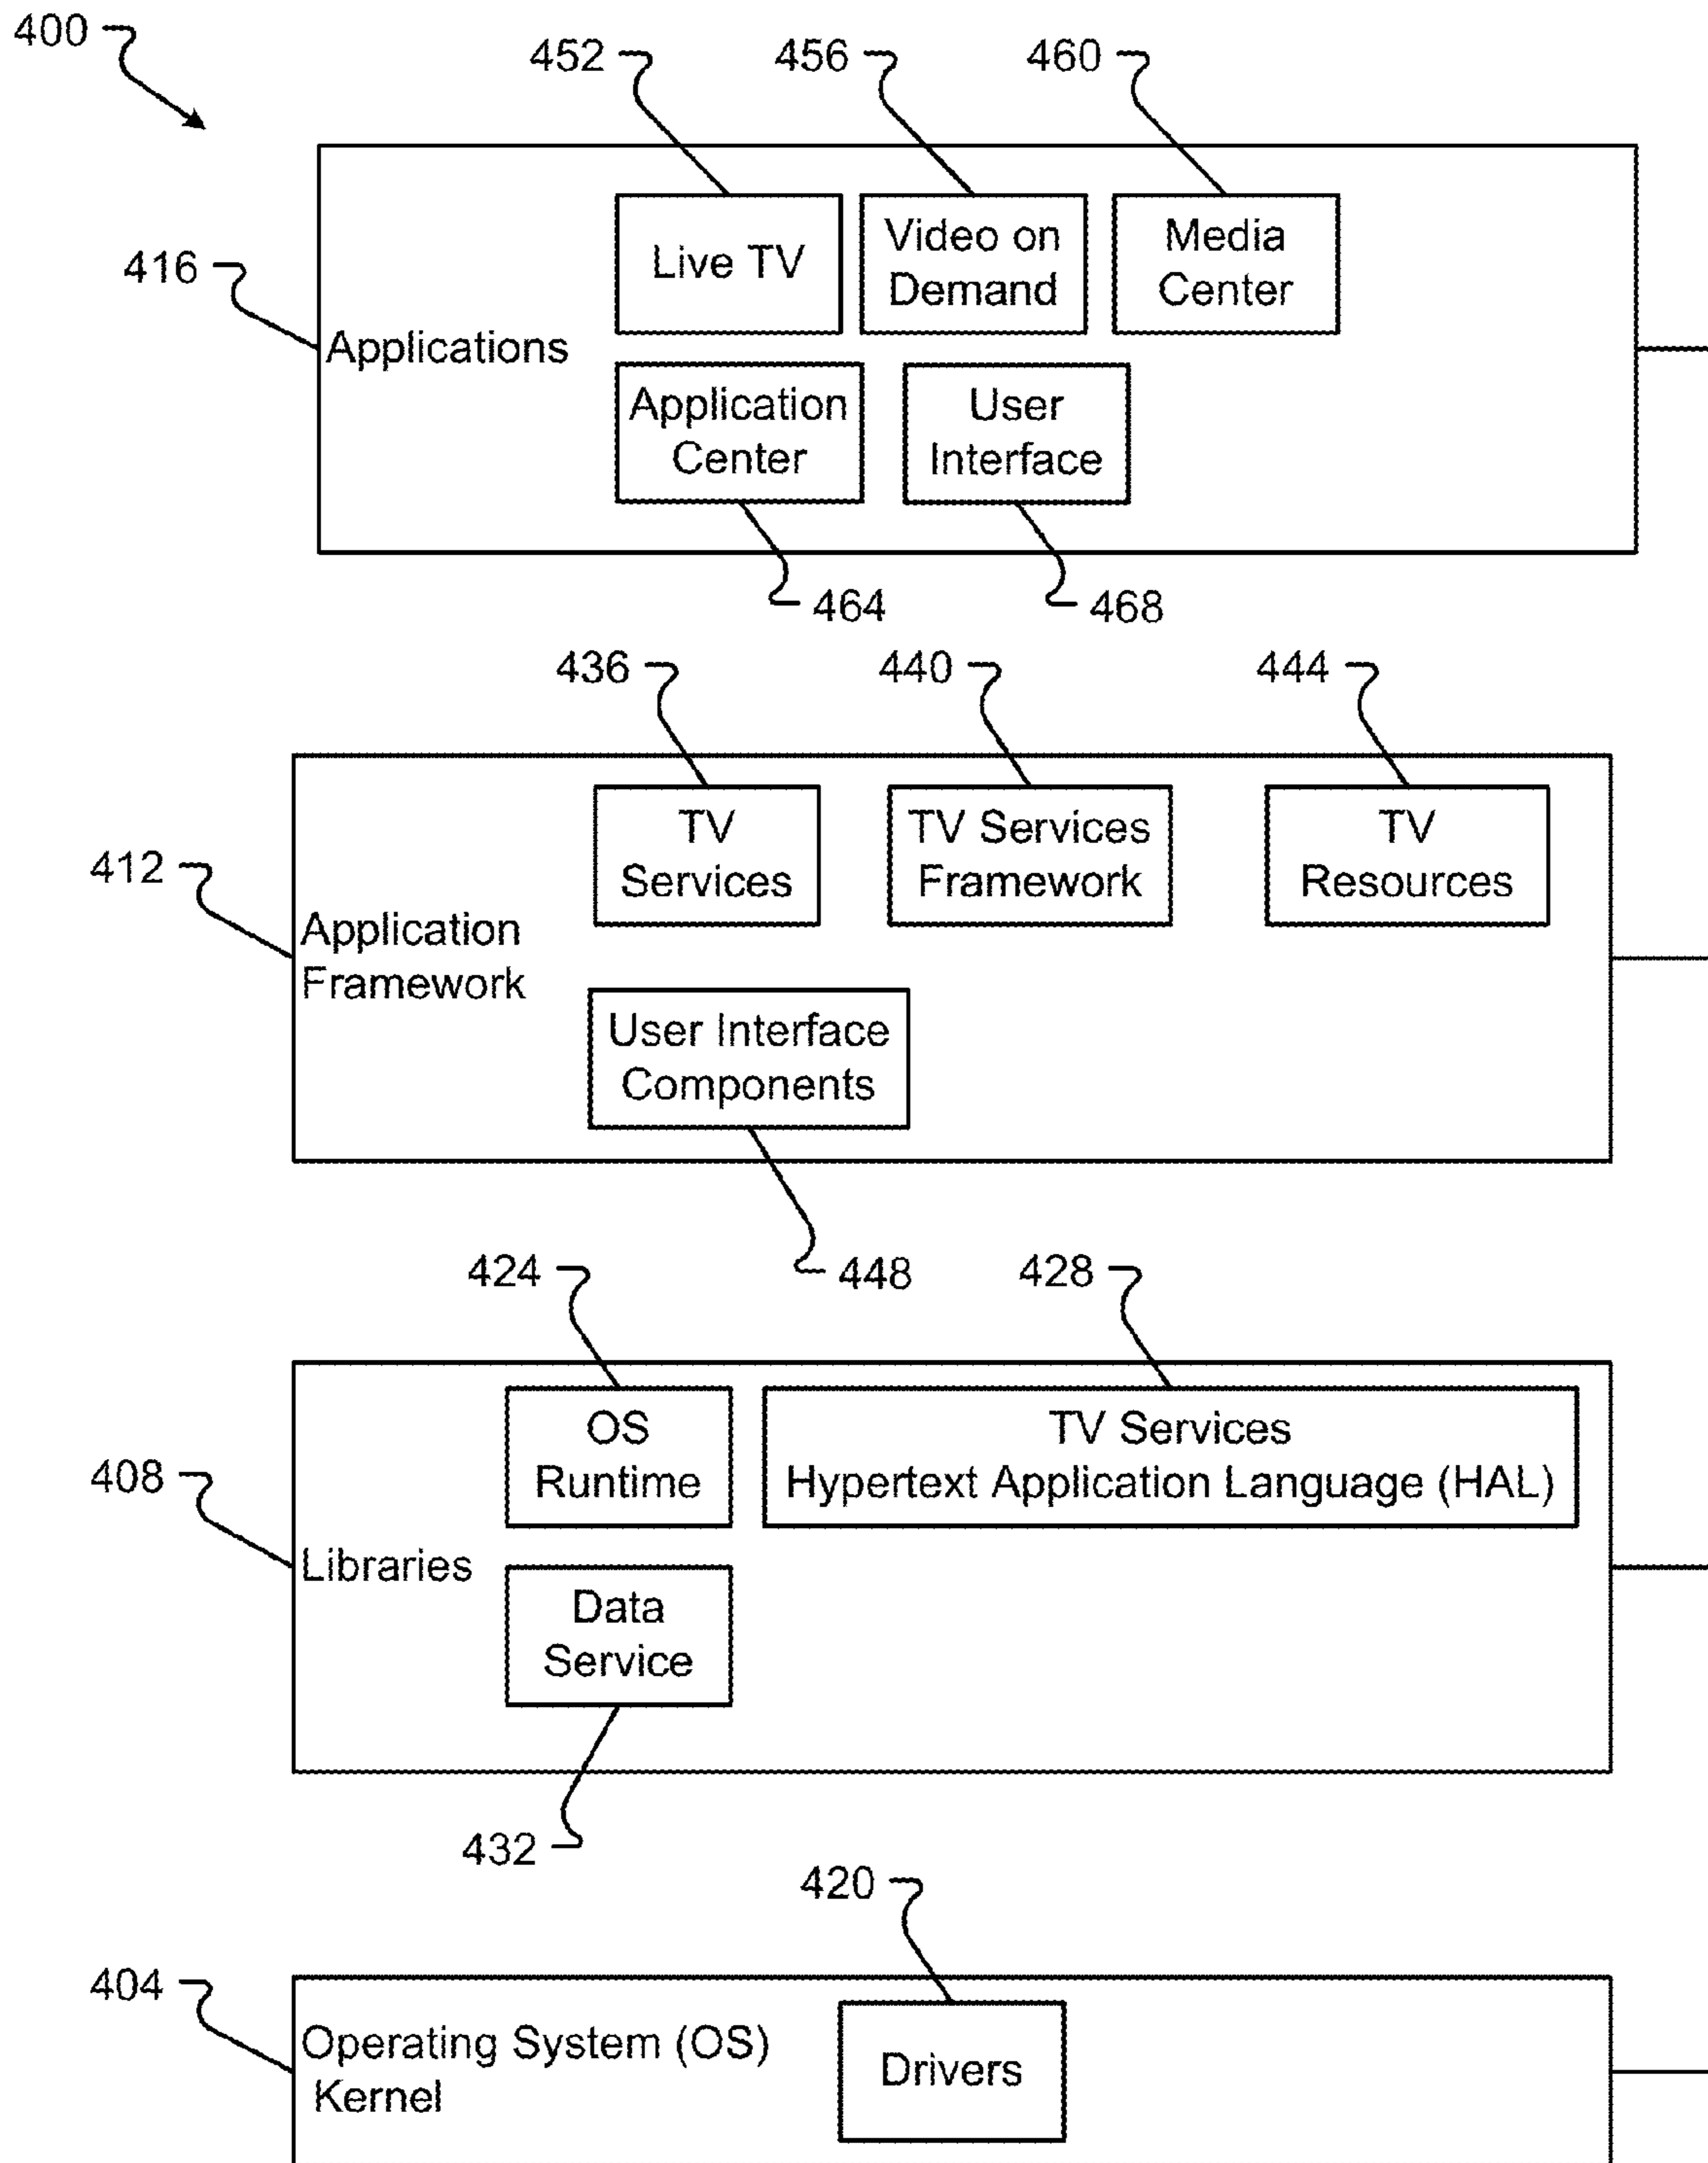 400
452
456
460
416
Applications
Live TV
Video on
Demand
Media
Center
Application
Center
User
Interface
464
468
436
440
444
412
Application
Framework
TV
Services
TV Services
Framework
TV
Resources
User Interface
Components
448
424
428
408
Libraries
OS
Runtime
TV Services
Hypertext Application Language (HAL)
Data
Service
432
420
404
Operating System (OS)
Kernel
Drivers